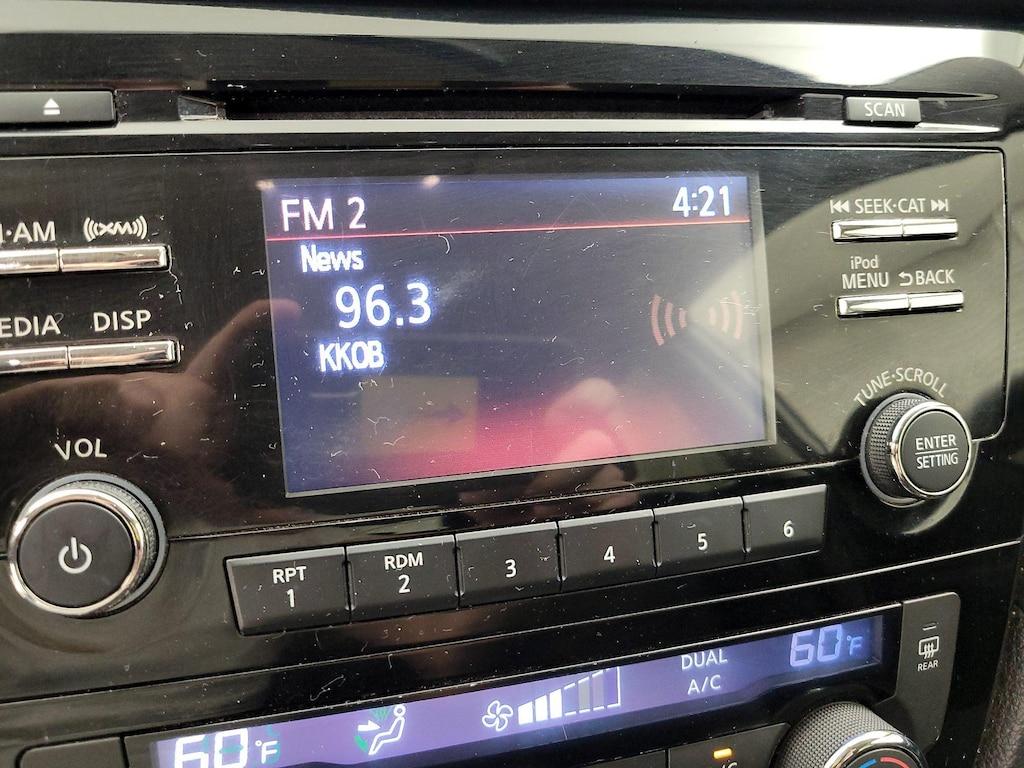 SCAN
FM 2 4:21
News
96.3
KKOB
AM
XM
SEEK·CAT
iPod
MENU BACK
DISP
VOL
TUNE·SCROLL
ENTER
SETTING
RPT
1
RDM
2
3
4
5
6
60°F
DUAL
A/C
60°F
REAR